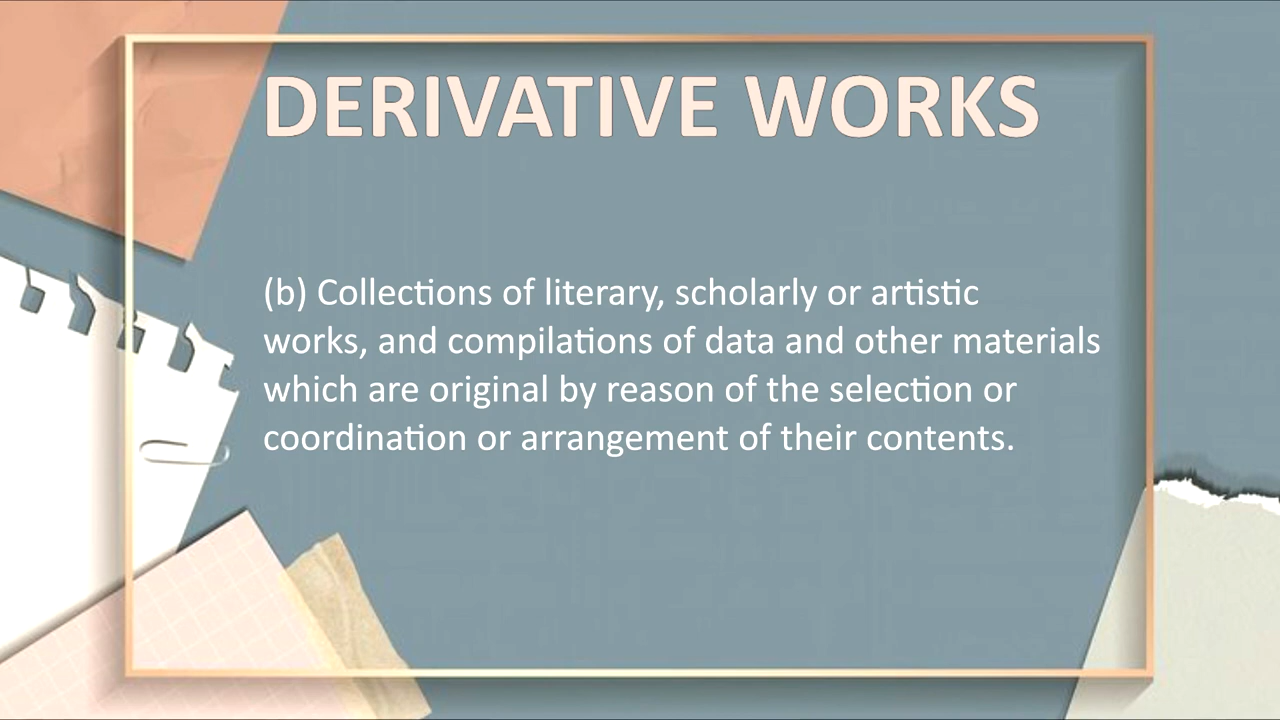 DERIVATIVE WORKS
(b) Collections of literary, scholarly or artistic
works, and compilations of data and other materials
which are original by reason of the selection or
coordination or arrangement of their contents.